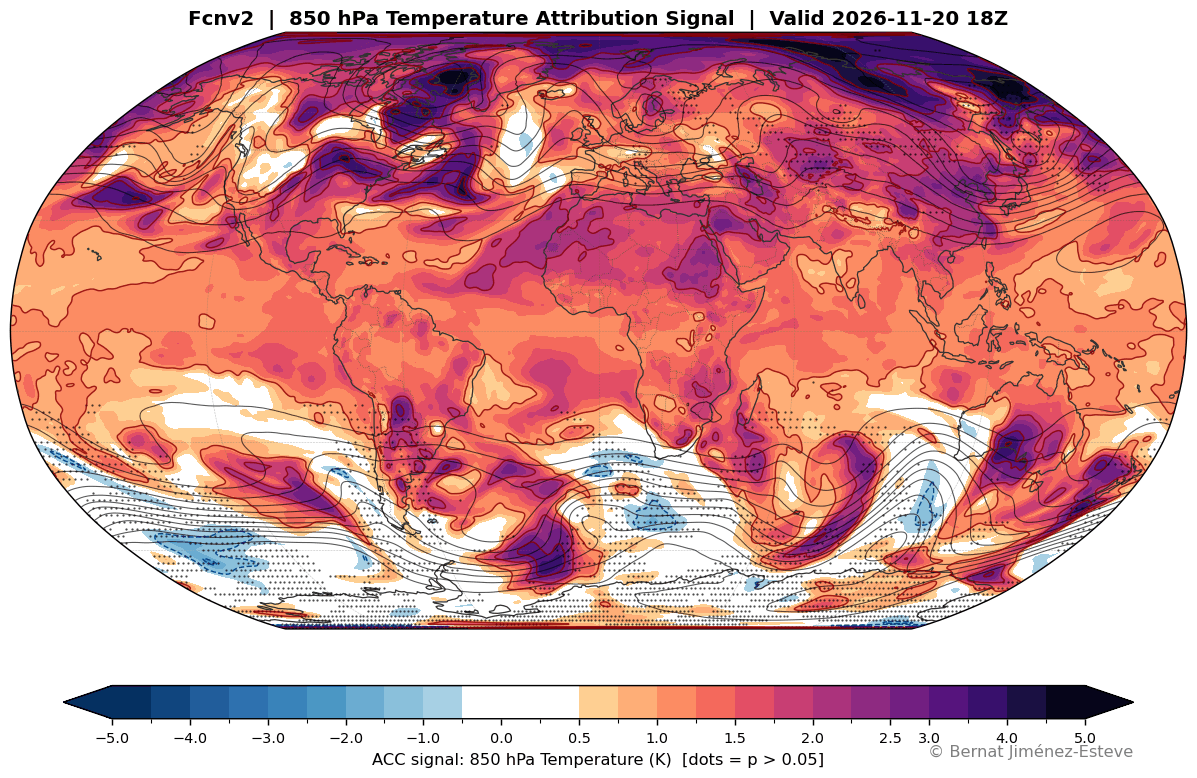 Fcnv2 | 850 hPa Temperature Attribution Signal | Valid 2026-11-20 18Z
−5.0 −4.0 −3.0 −2.0 −1.0 0.0 0.5 1.0 1.5 2.0 2.5 3.0 4.0 5.0
© Bernat Jiménez-Esteve
ACC signal: 850 hPa Temperature (K) [dots = p > 0.05]